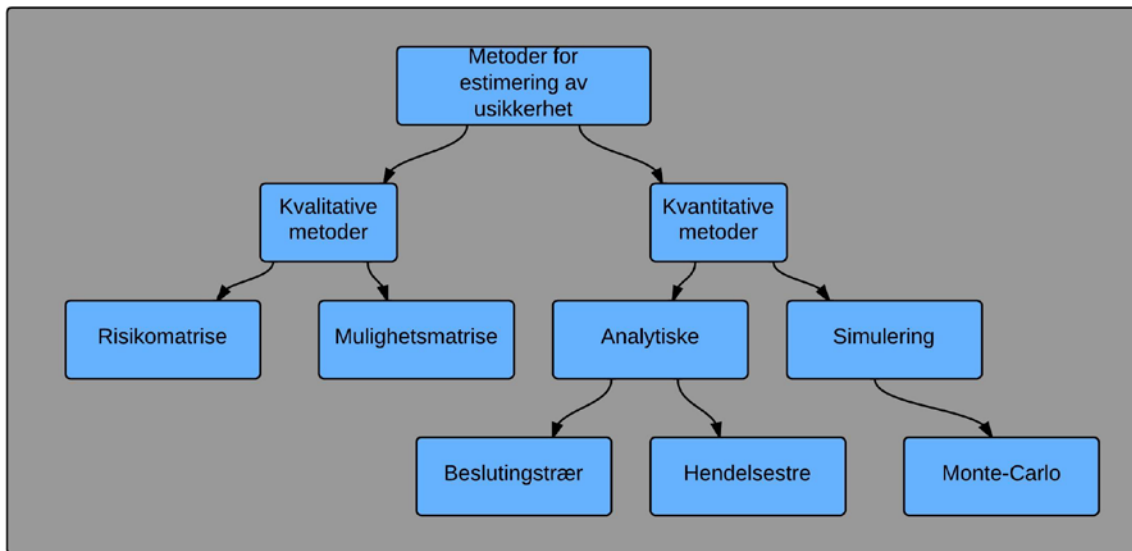 Metoder for
estimering av
usikkerhet
Kvalitative
metoder
Kvantitative
metoder
Risikomatrise
Mulighetsmatrise
Analytiske
Simulering
Beslutingstrær
Hendelsestre
Monte-Carlo